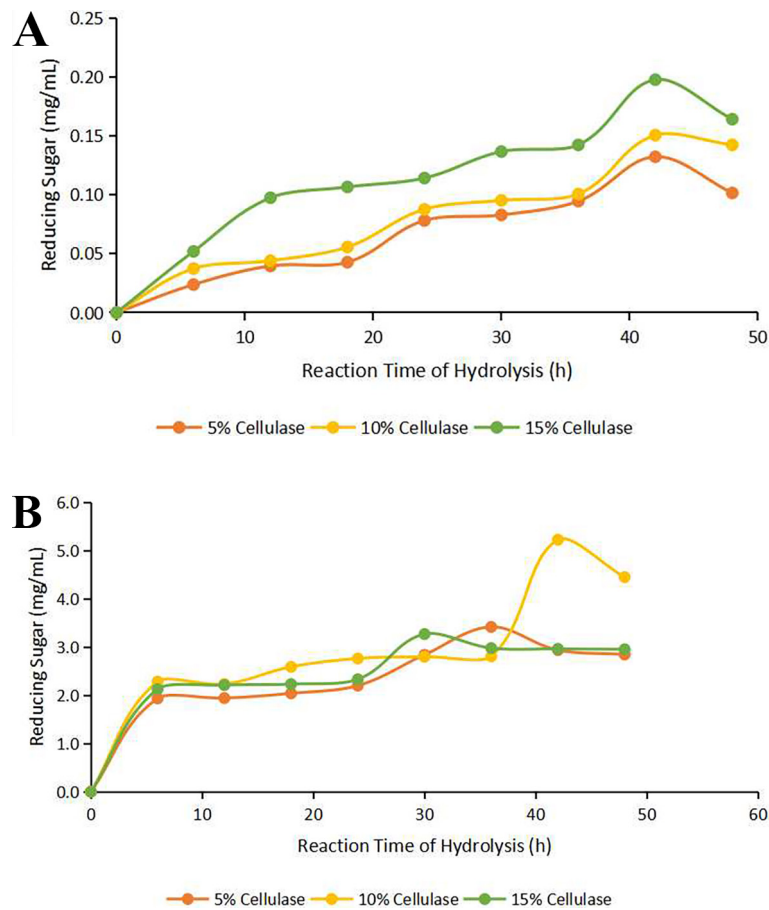 A
0.25
0.20
0.15
0.10
0.05
0.00
Reducing Sugar (mg/mL)
0 10 20 30 40 50
Reaction Time of Hydrolysis (h)
5% Cellulase 10% Cellulase 15% Cellulase
B
6.0
5.0
4.0
3.0
2.0
1.0
0.0
Reducing Sugar (mg/mL)
0 10 20 30 40 50 60
Reaction Time of Hydrolysis (h)
5% Cellulase 10% Cellulase 15% Cellulase